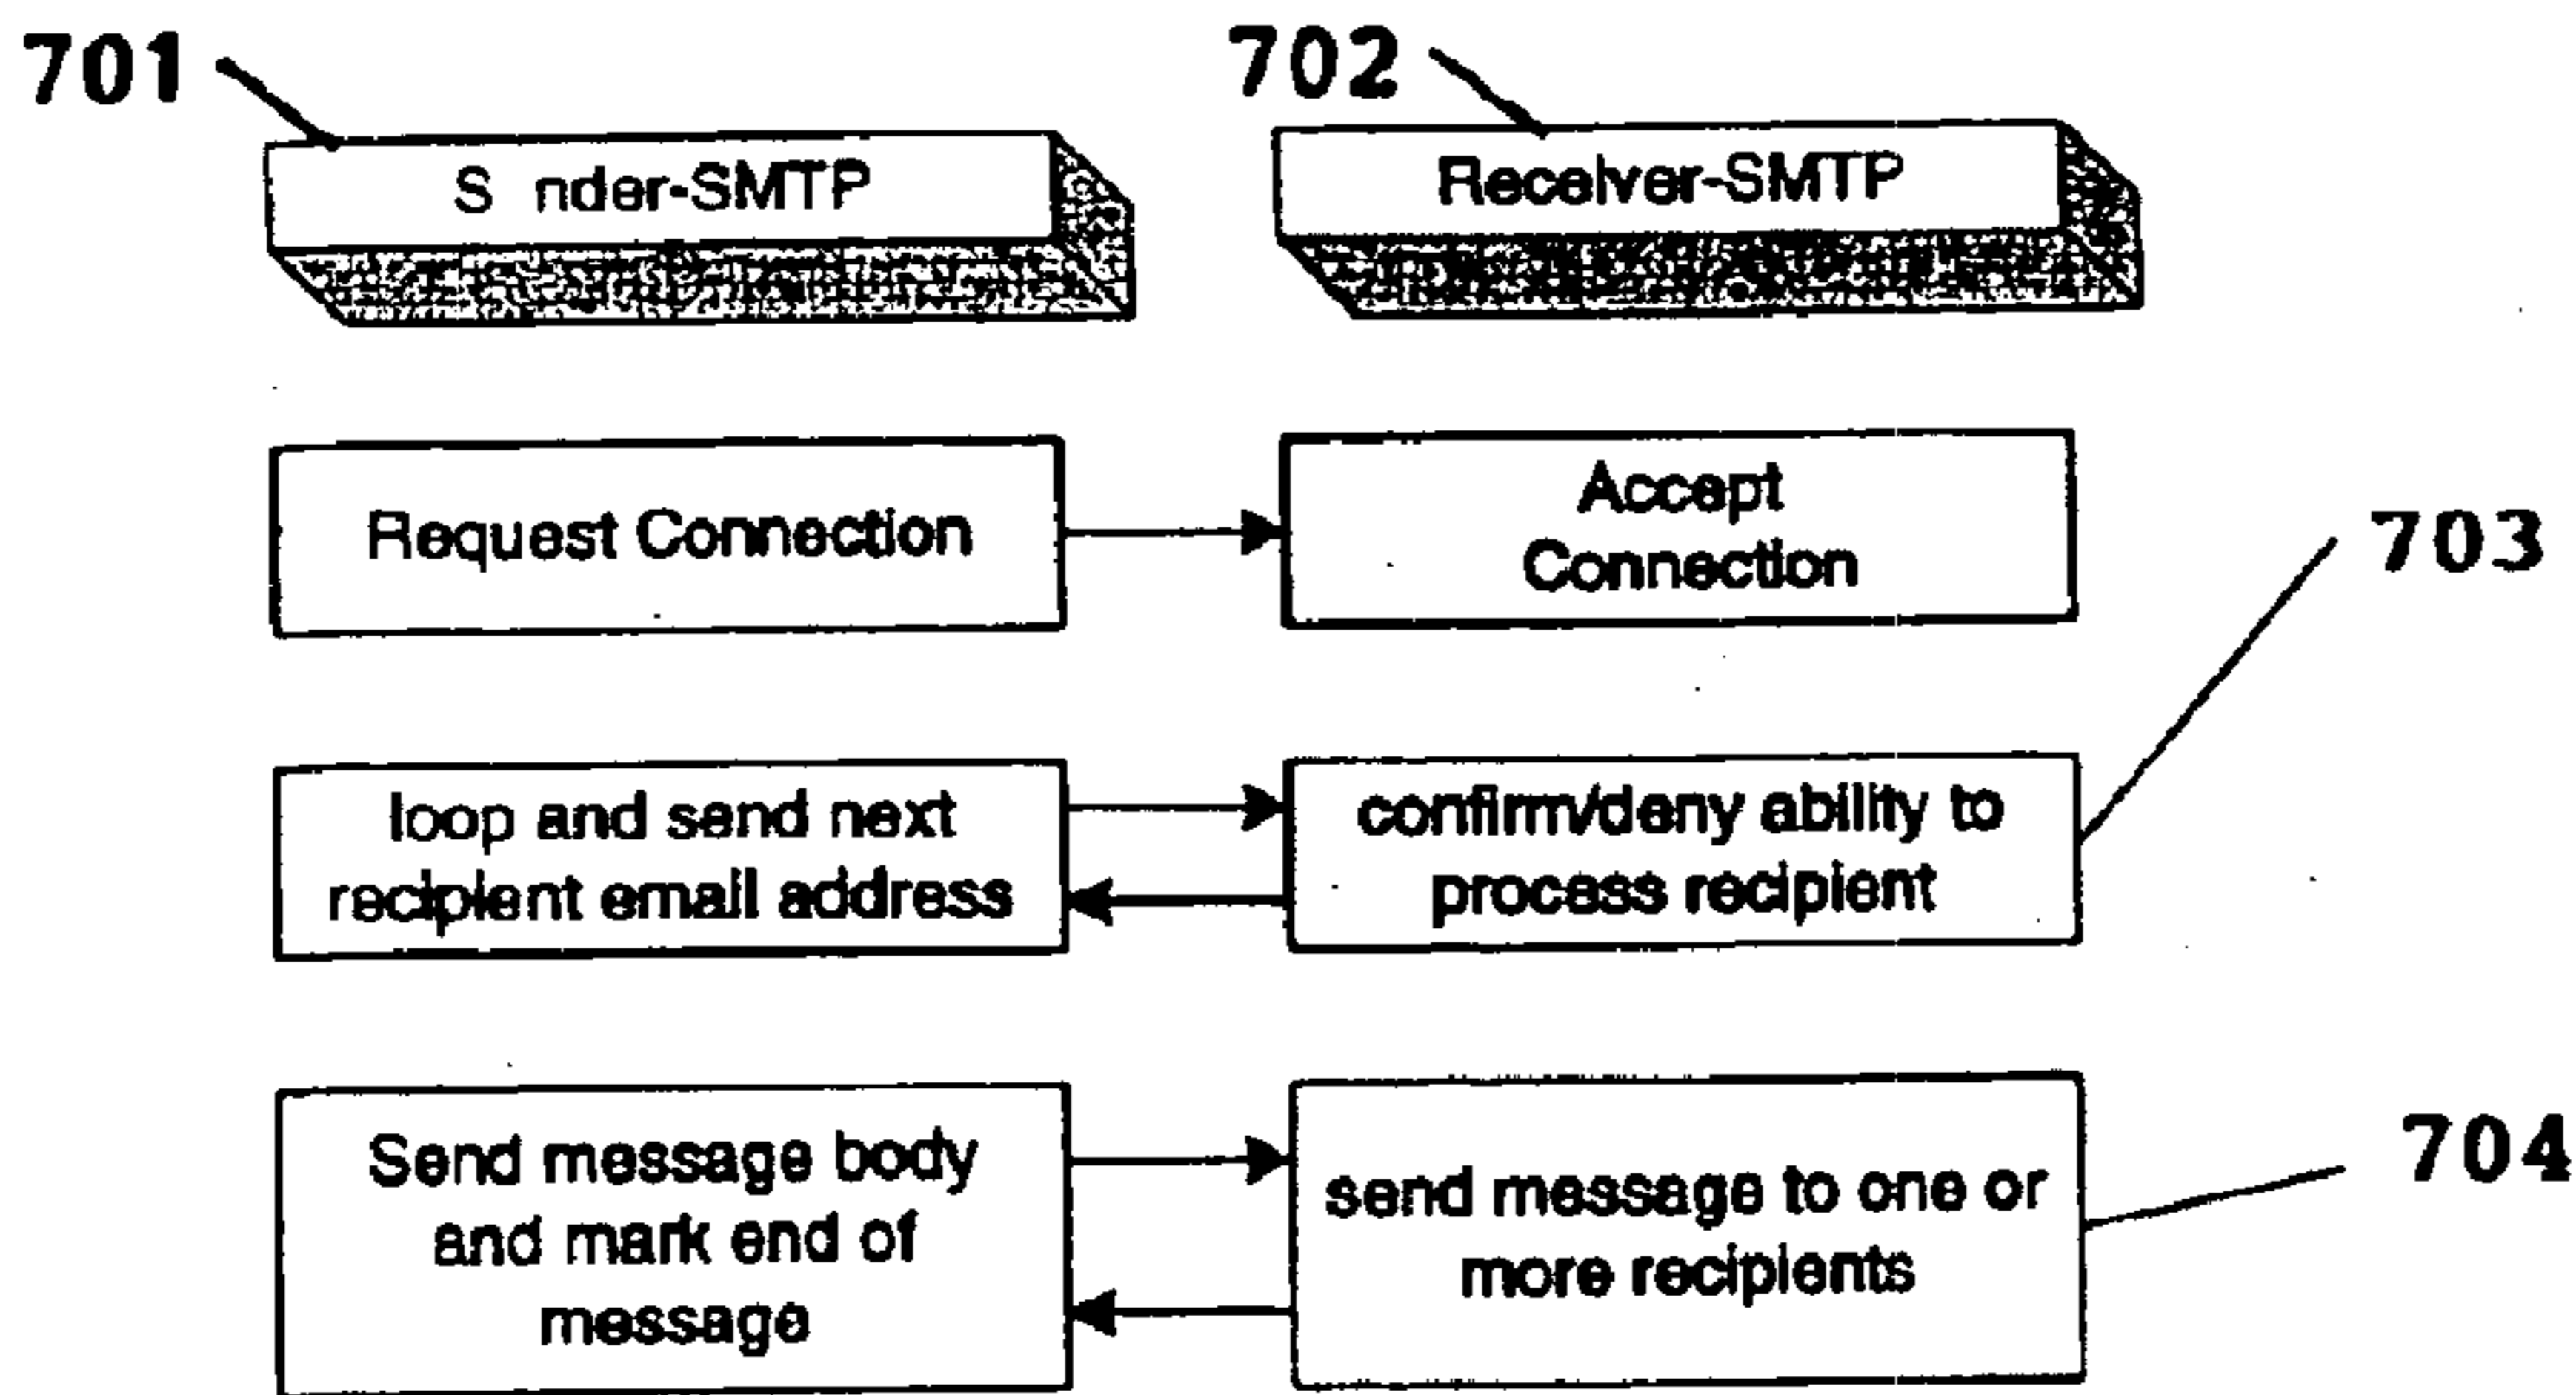 701
702
S nder-SMTP
Receiver-SMTP
Request Connection
Accept
Connection
703
loop and send next
recipient email address
confirm/deny ability to
process recipient
Send message body
and mark end of
message
send message to one or
more recipients
704